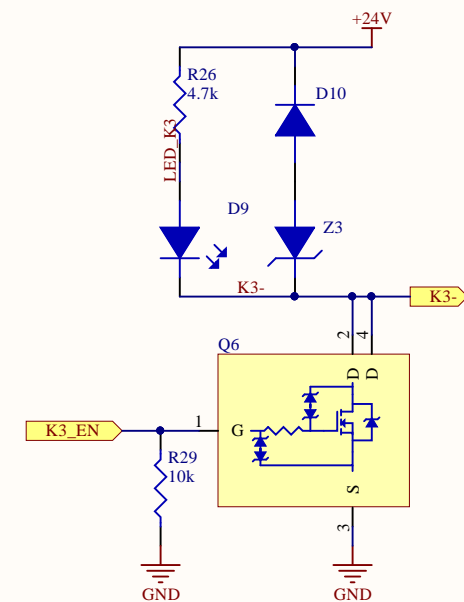 +24V
R26
4.7k
D10
LED_K3
D9
Z3
K3-
K3-
2
4
Q6
D
D
K3_EN
1
G
R29
10k
S
3
GND
GND